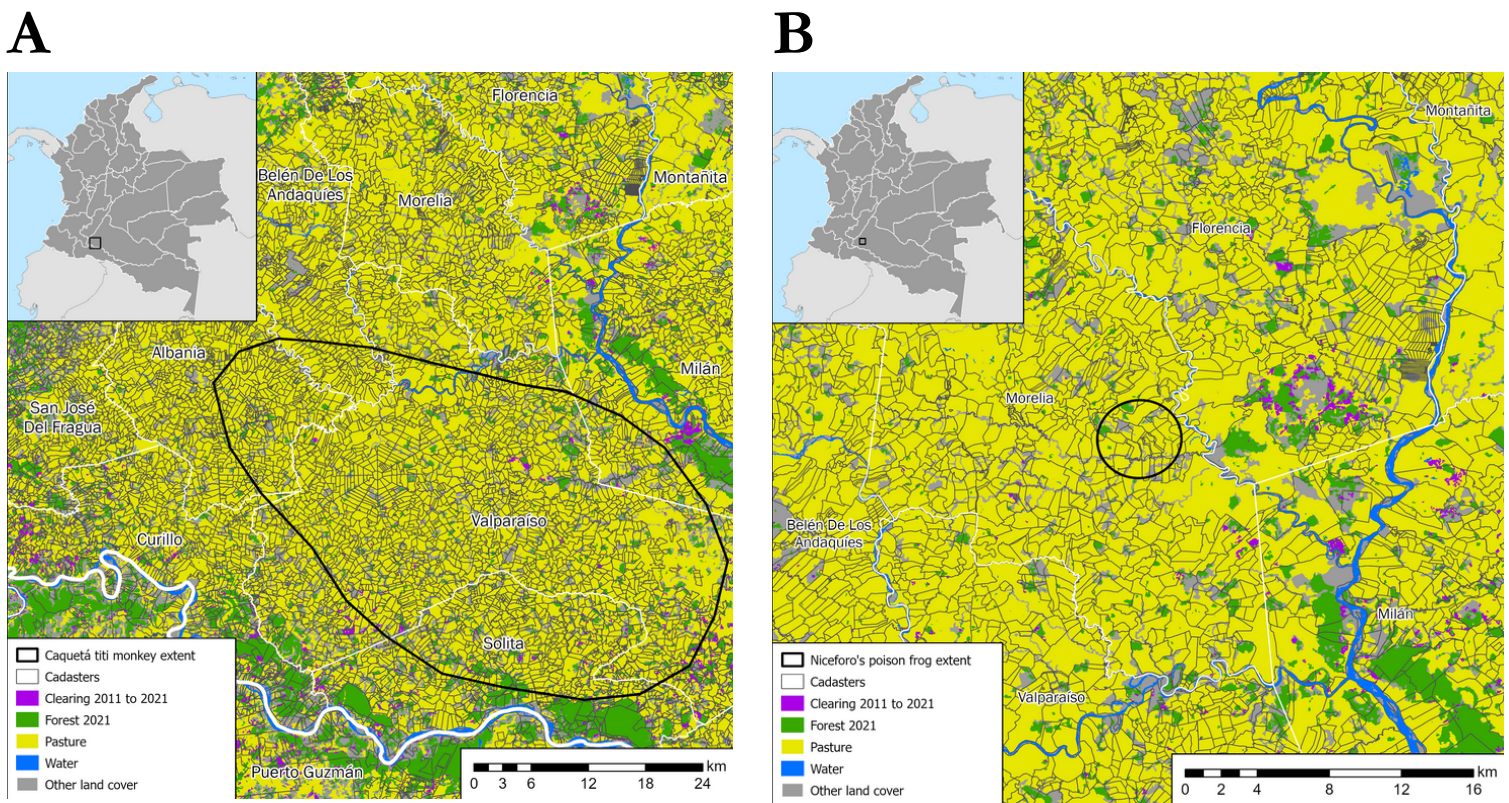 A
Florencia
Belén De Los
Andaquíes
Morelia
Montañita
Albania
Milán
San José
Del Fragua
Valparaíso
Curillo
Solita
Puerto Guzmán
Caquetá titi monkey extent
Cadasters
Clearing 2011 to 2021
Forest 2021
Pasture
Water
Other land cover
km
0 3 6 12 18 24
B
Montañita
Florencia
Morelia
Belén De Los
Andaquíes
Milán
Valparaíso
Niceforo's poison frog extent
Cadasters
Clearing 2011 to 2021
Forest 2021
Pasture
Water
Other land cover
km
0 2 4 8 12 16